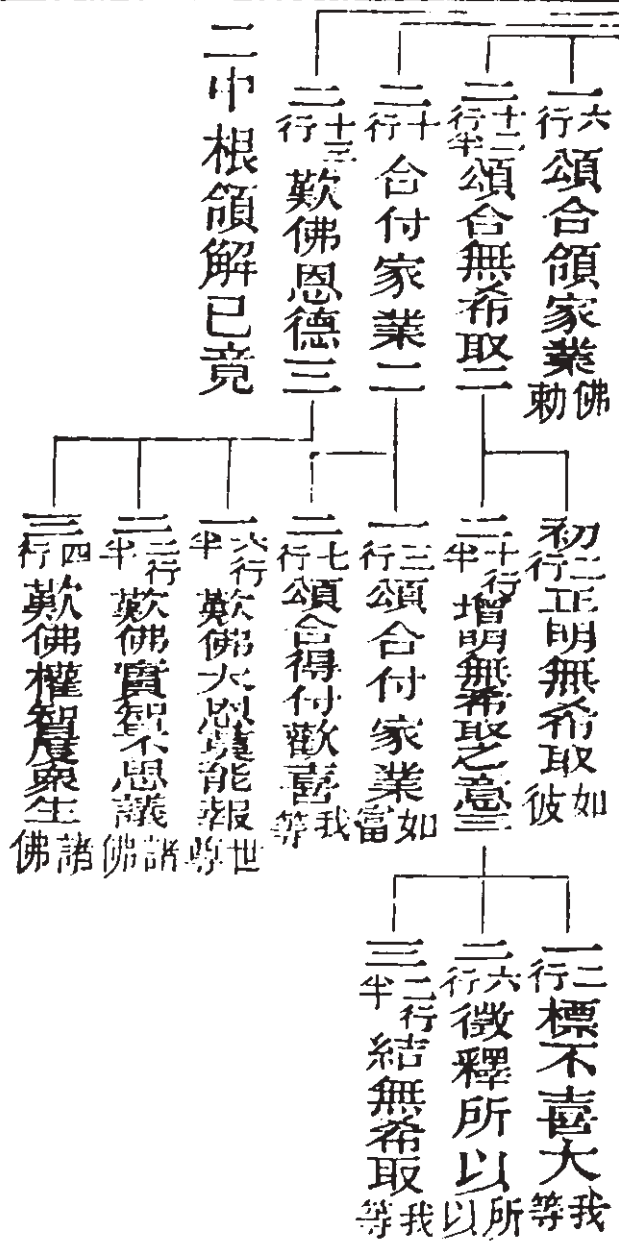 一六行頌合領家業佛勅
二十二行半頌合無希取二
二十行合付家業二
三十三行歎佛恩德三
二中根領解已竟
初二行正明無希取如彼
二十行半增明無希取之意三
一三行頌合付家業如富
二七行頌合得付歡喜我等
一六行半歎佛大恩莫能報世尊
二二行半歎佛實智不思議諸佛
三四行歎佛權智度衆生諸佛
一二行標不喜大我等
二六行徵釋所以所以
三二行半結無希取我等